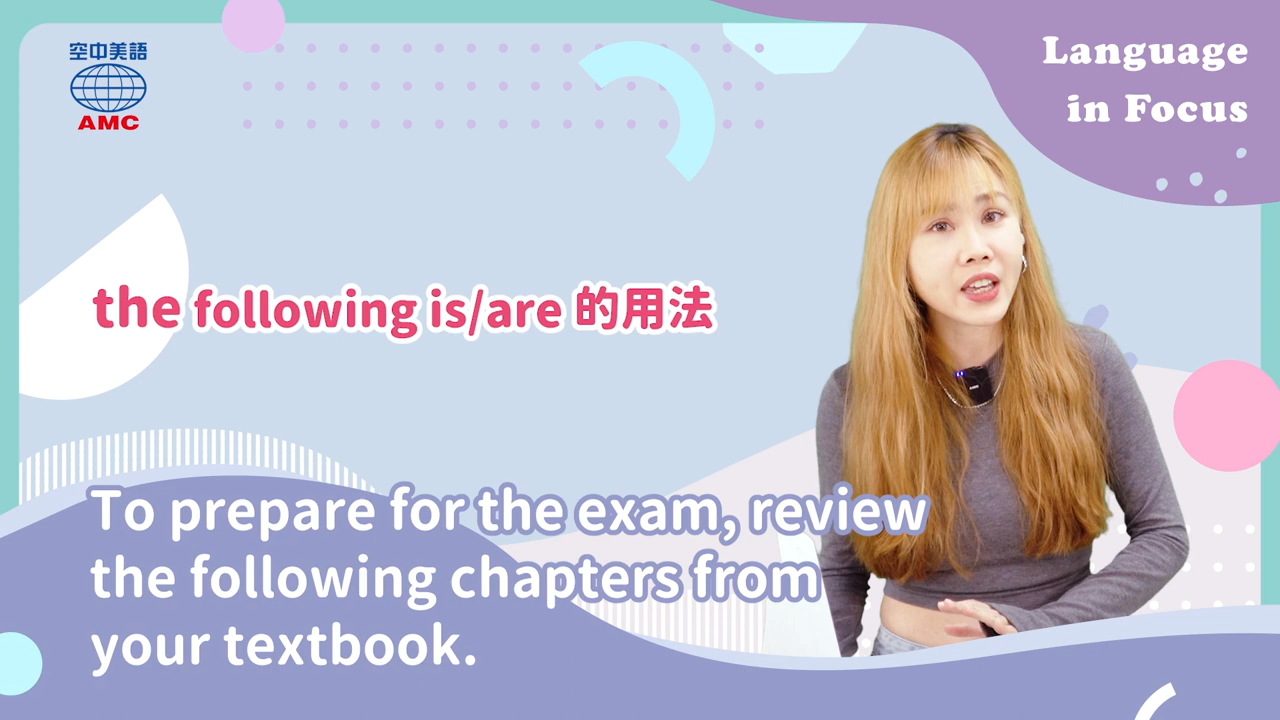 空中美語
AMC
Language
in Focus
the following is/are 的用法
To prepare for the exam, review
the following chapters from
your textbook.